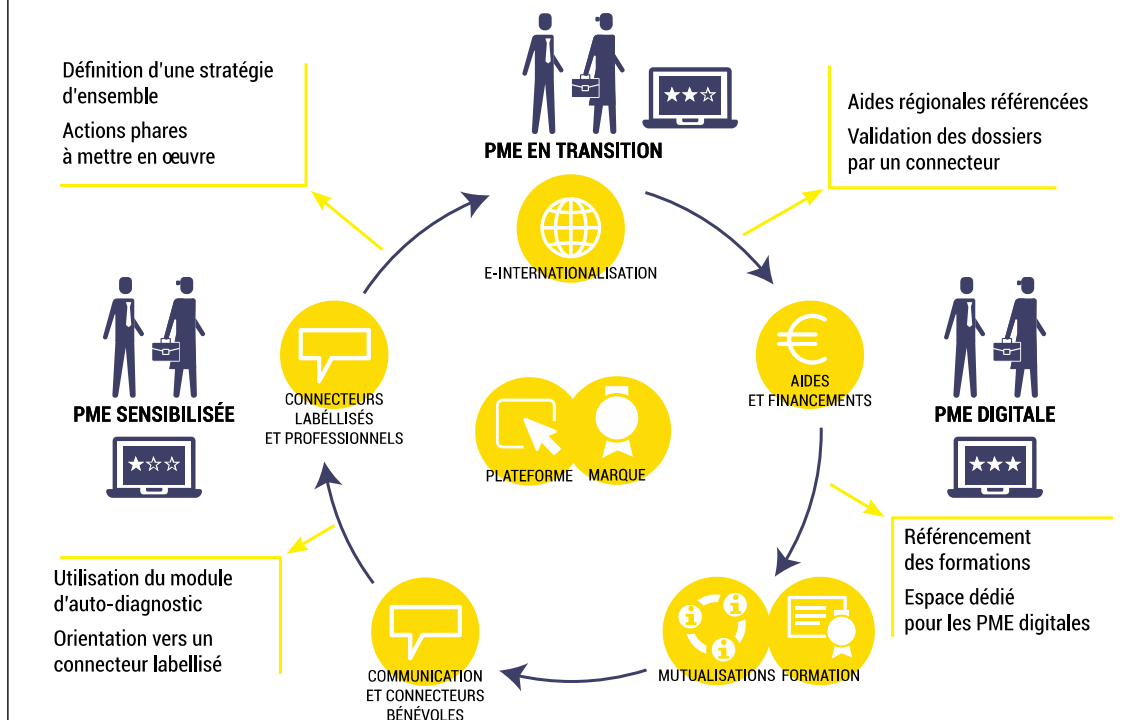 Définition d'une stratégie
d'ensemble
Actions phares
à mettre en œuvre
PME EN TRANSITION
Aides régionales référencées
Validation des dossiers
par un connecteur
E-INTERNATIONALISATION
PME SENSIBILISÉE
CONNECTEURS
LABÉLLISÉS
ET PROFESSIONNELS
PLATEFORME
MARQUE
AIDES
ET FINANCEMENTS
PME DIGITALE
Utilisation du module
d'auto-diagnostic
Orientation vers un
connecteur labellisé
COMMUNICATION
ET CONNECTEURS
BÉNÉVOLES
MUTUALISATIONS
FORMATION
Référencement
des formations
Espace dédié
pour les PME digitales